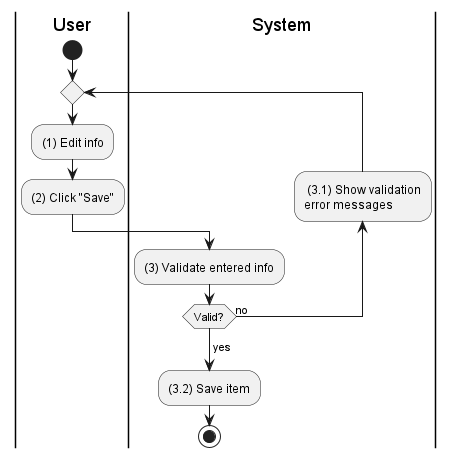 User
System
(1) Edit info
(2) Click "Save"
(3.1) Show validation
error messages
(3) Validate entered info
Valid?
no
yes
(3.2) Save item